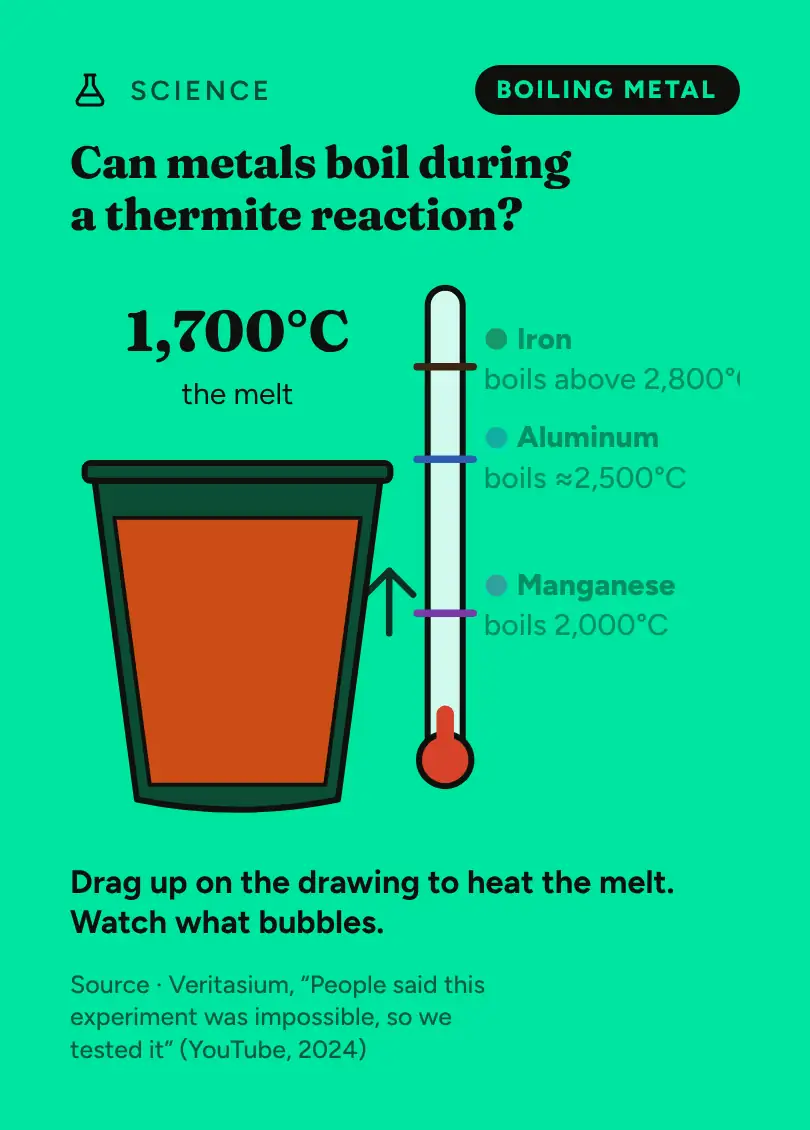 SCIENCE
BOILING METAL
Can metals boil during
a thermite reaction?
1,700°C
the melt
Iron
boils above 2,800°
Aluminum
boils ≈2,500°C
Manganese
boils 2,000°C
Drag up on the drawing to heat the melt.
Watch what bubbles.
Source · Veritasium, “People said this
experiment was impossible, so we
tested it” (YouTube, 2024)